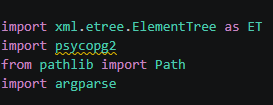 import xml.etree.ElementTree as ET
import psycopg2
from pathlib import Path
import argparse